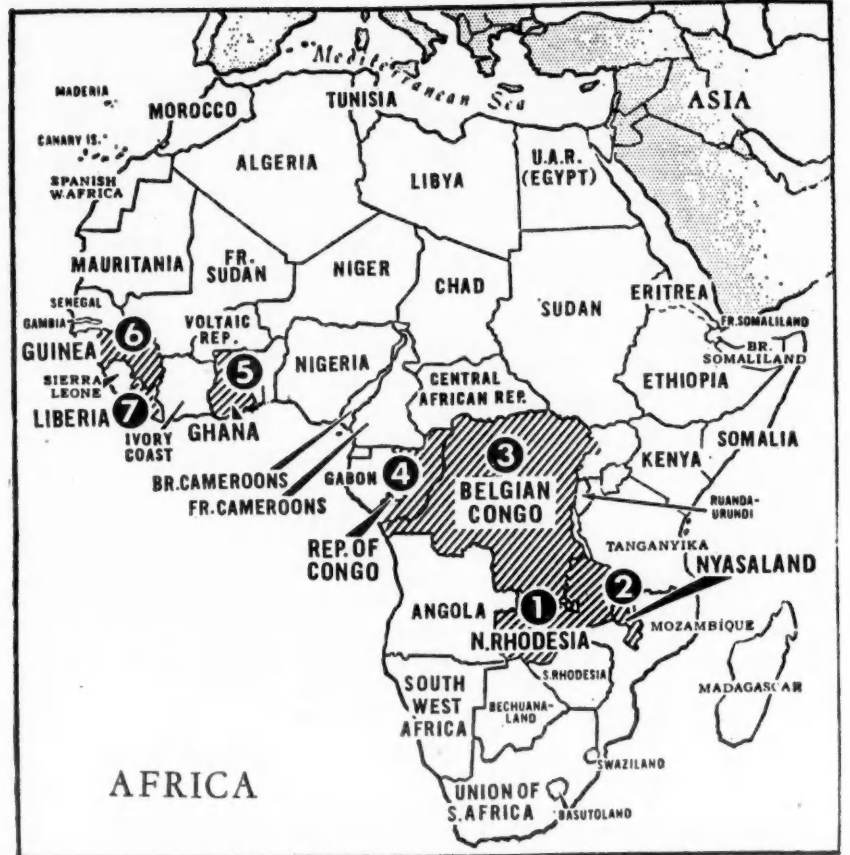 Mediterranean Sea
MADERIA
MOROCCO
TUNISIA
ASIA
CANARY IS.
ALGERIA
LIBYA
U.A.R.
(EGYPT)
SPANISH
W. AFRICA
MAURITANIA
FR.
SUDAN
NIGER
CHAD
SUDAN
ERITREA
SENEGAL
GAMBIA
FR. SOMALILAND
VOLTAIC
REP.
6
GUINEA
5
NIGERIA
BR.
SOMALILAND
SIERRA
LEONE
CENTRAL
AFRICAN REP.
ETHIOPIA
7
LIBERIA
IVORY
COAST
GHANA
SOMALIA
3
KENYA
BR. CAMEROONS
GABON
4
BELGIAN
CONGO
FR. CAMEROONS
RUANDA-
URUNDI
REP. OF
CONGO
TANGANYIKA
NYASALAND
2
ANGOLA
1
MOZAMBÍQUE
N. RHODESIA
S. RHODESIA
SOUTH
WEST
AFRICA
BECHUANA-
LAND
MADAGASCAR
SWAZILAND
AFRICA
UNION OF
S. AFRICA
BASUTOLAND